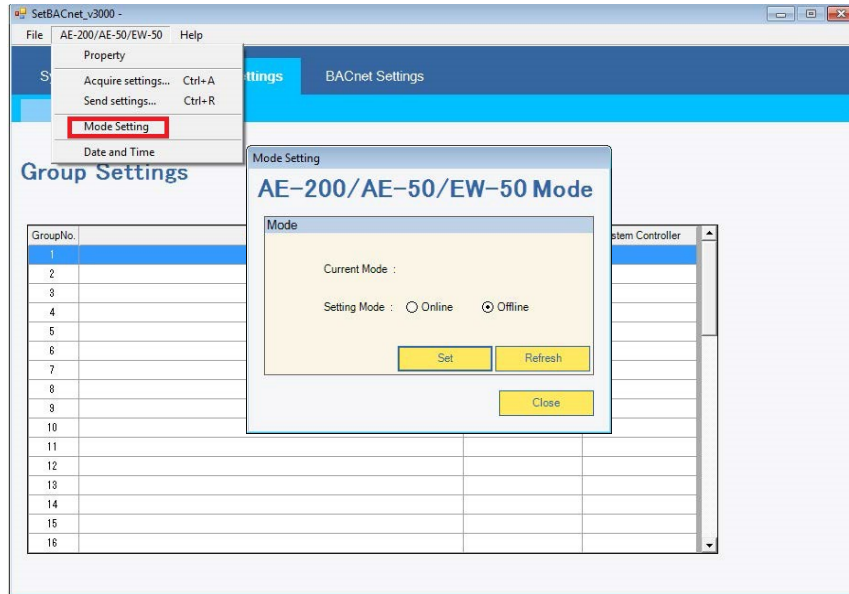 SetBACnet_v3000 -
File AE-200/AE-50/EW-50 Help
Property
Acquire settings... Ctrl+A
Send settings... Ctrl+R
Mode Setting
Date and Time
BACnet Settings
Group Settings
Mode Setting
AE-200/AE-50/EW-50 Mode
Mode
Current Mode :
Setting Mode : Online Offline
Set Refresh
Close
GroupNo.
1
2
3
4
5
6
7
8
9
10
11
12
13
14
15
16